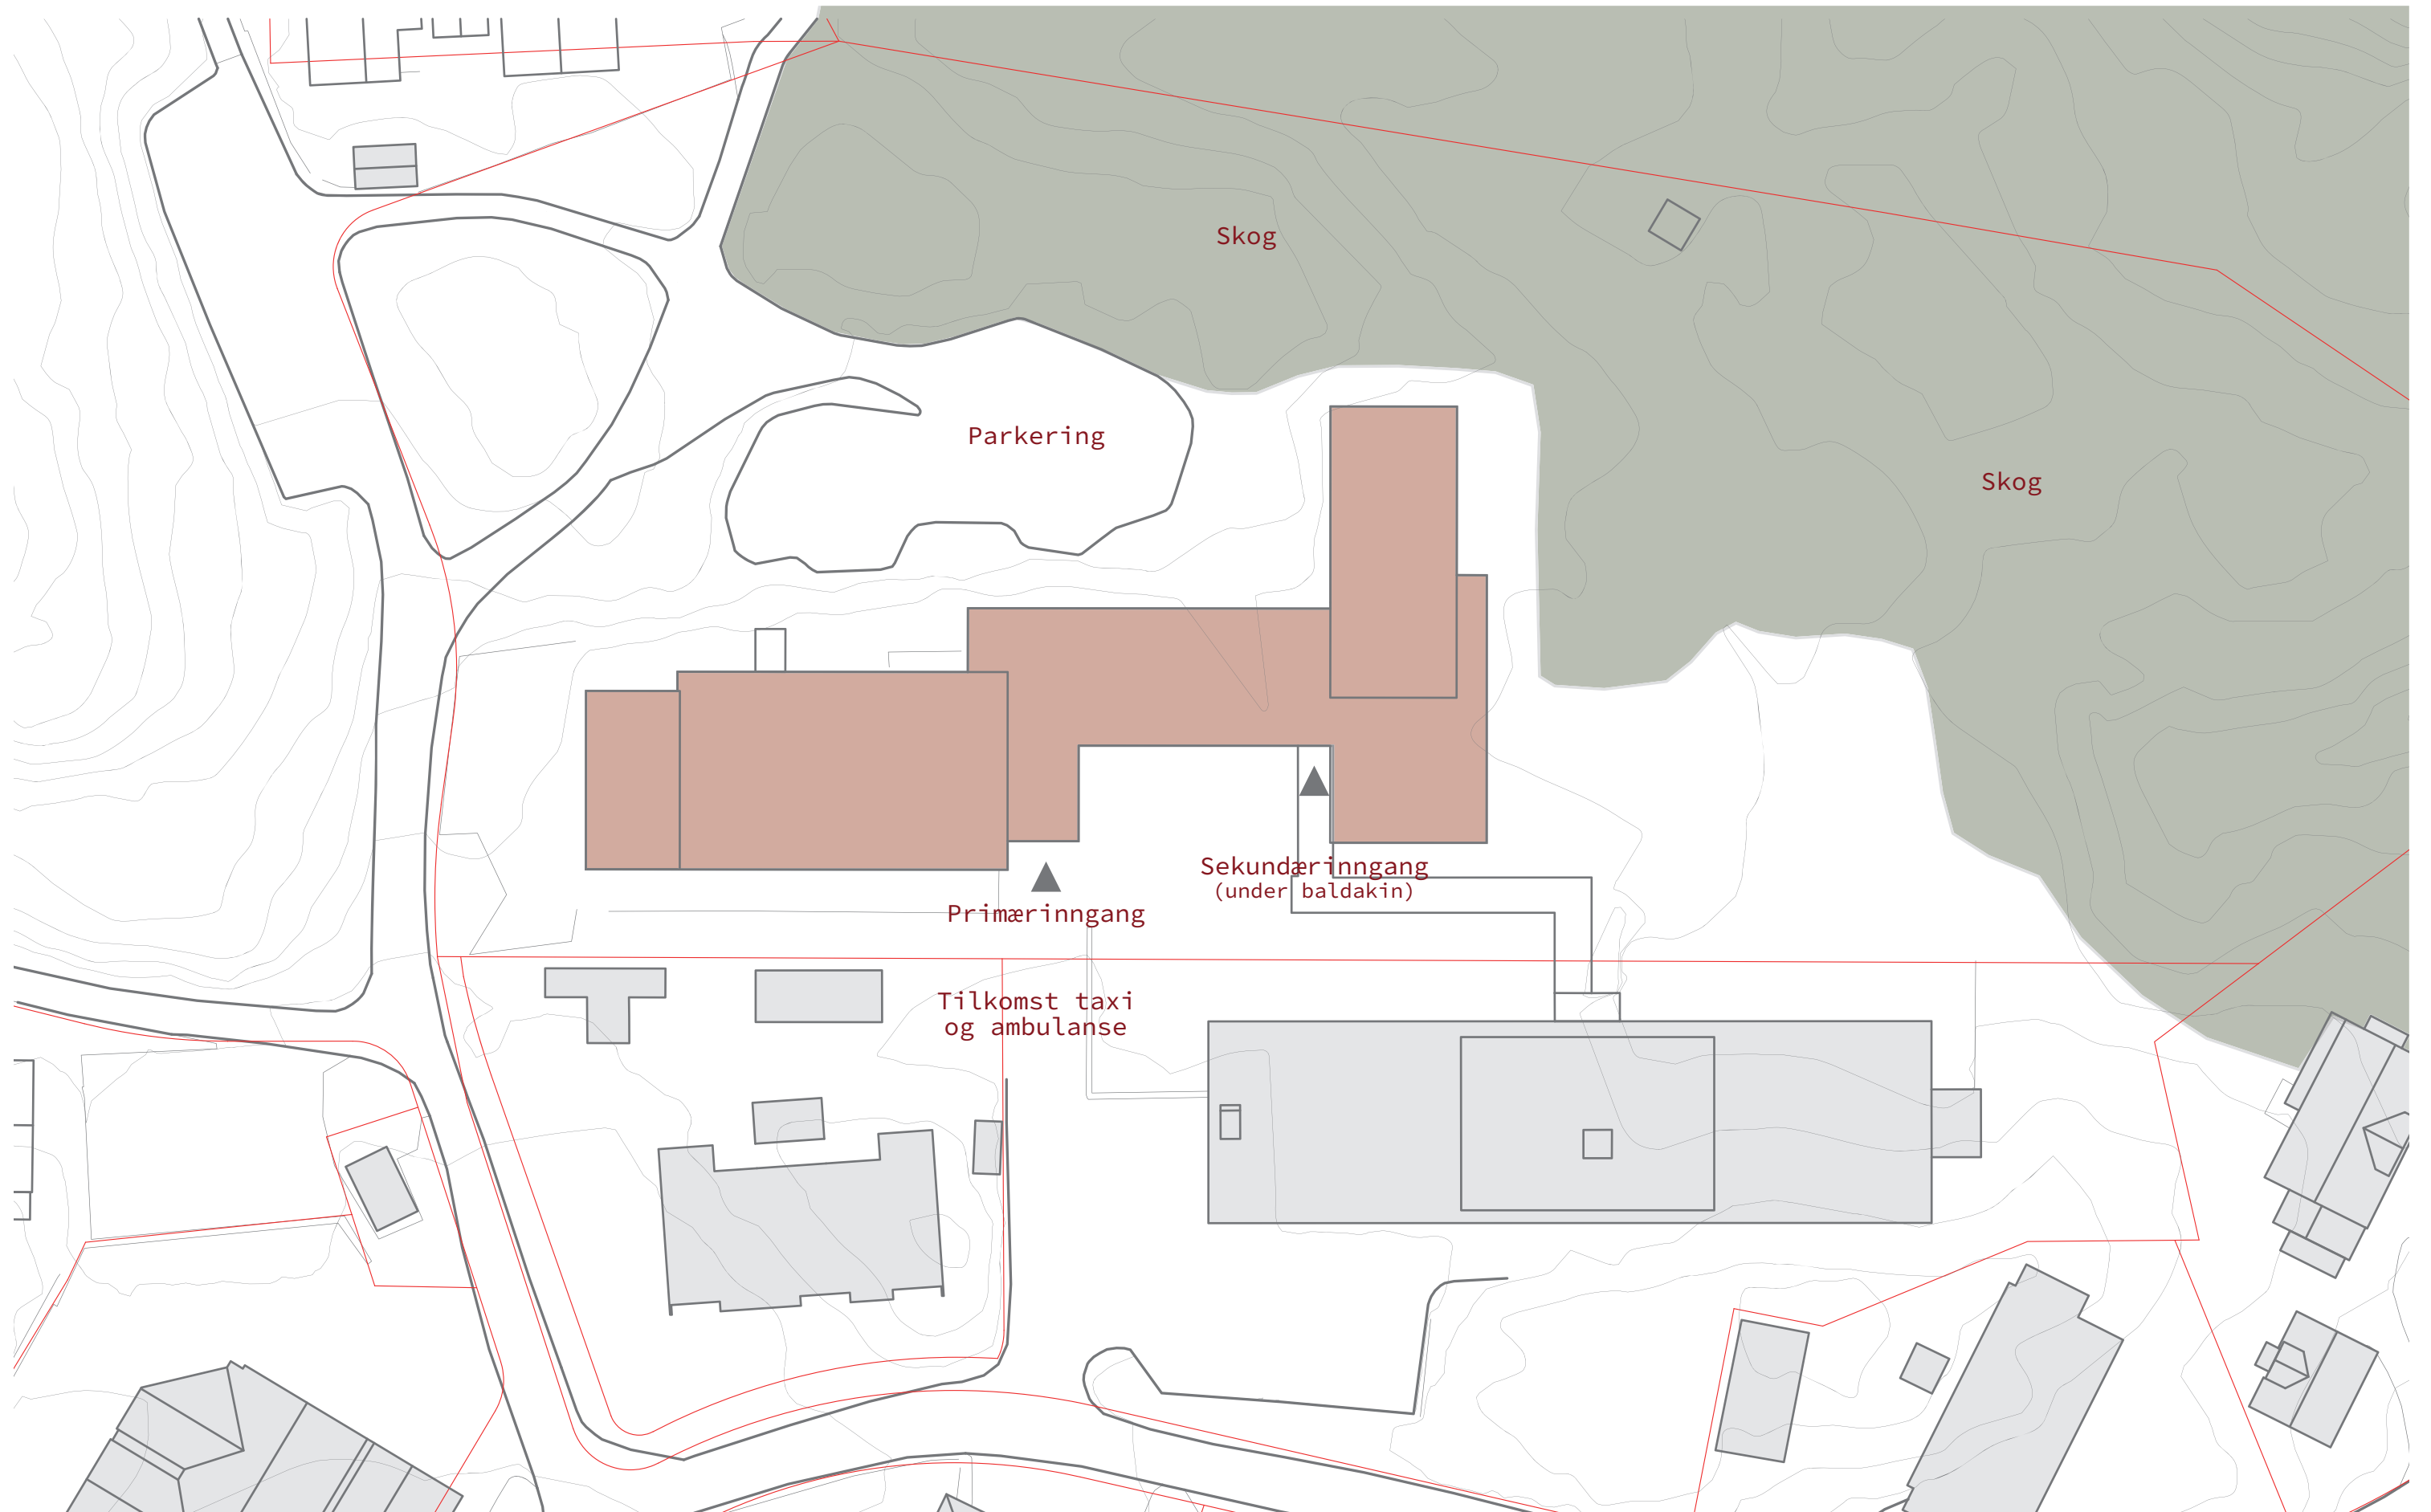 Skog
Parkering
Skog
Sekundærinngang
(under baldakin)
Primærinngang
Tilkomst taxi
og ambulanse